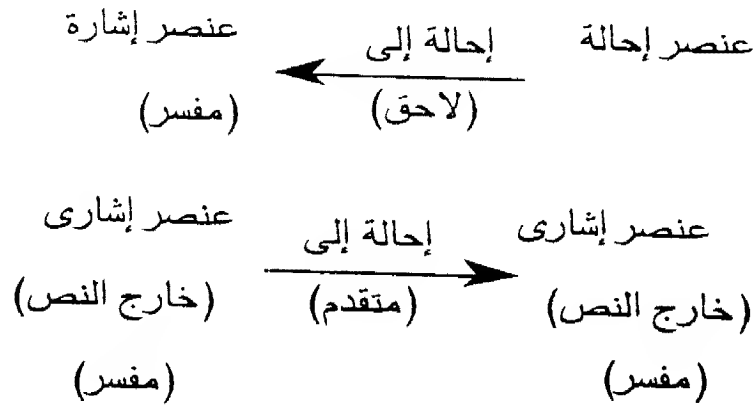 عنصر إحالة إحالة إلى عنصر إشارة
(لاحق) (مفسر)
عنصر إشارى إحالة إلى عنصر إشارى
(خارج النص) (متقدم) (خارج النص)
(مفسر) (مفسر)